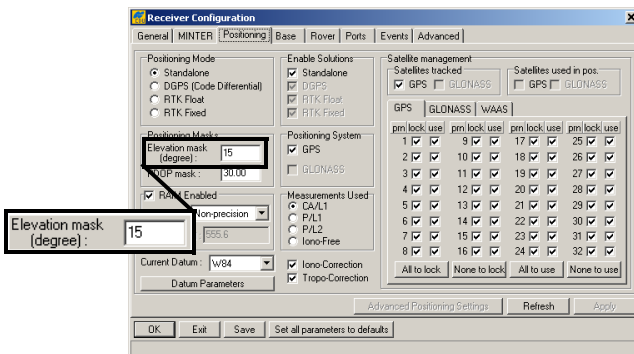 Receiver Configuration
General MINTER Positioning Base Rover Ports Events Advanced
Positioning Mode
Standalone
DGPS (Code Differential)
RTK Float
RTK Fixed
Enable Solutions
Standalone
DGPS
RTK Float
RTK Fixed
Satellite management
Satellites tracked
GPS GLONASS
Satellites used in pos.
GPS GLONASS
GPS GLONASS WAAS
prn lock use prn lock use prn lock use prn lock use
1 9 17 25
2 10 18 26
3 11 19 27
4 12 20 28
5 13 21 29
6 14 22 30
7 15 23 31
8 16 24 32
All to lock None to lock All to use None to use
Positioning Masks
Elevation mask
(degree) : 15
PDOP mask : 30.00
Positioning System
GPS
GLONASS
RAIM Enabled
Non-precision
: 555.6
Measurements Used
CA/L1
P/L1
P/L2
Iono-Free
Current Datum : W84
Datum Parameters
Iono-Correction
Tropo-Correction
Elevation mask
(degree) : 15
Advanced Positioning Settings Refresh Apply
OK Exit Save Set all parameters to defaults